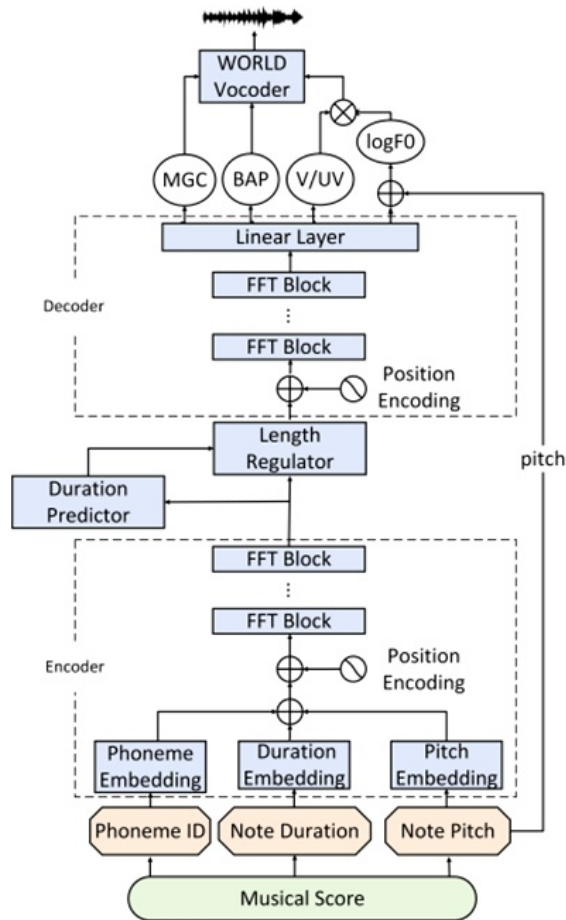 WORLD
Vocoder
logF0
MGC
BAP
V/UV
Linear Layer
FFT Block
...
Decoder
FFT Block
Position
Encoding
Length
Regulator
pitch
Duration
Predictor
FFT Block
...
FFT Block
Encoder
Position
Encoding
Phoneme
Embedding
Duration
Embedding
Pitch
Embedding
Phoneme ID
Note Duration
Note Pitch
Musical Score